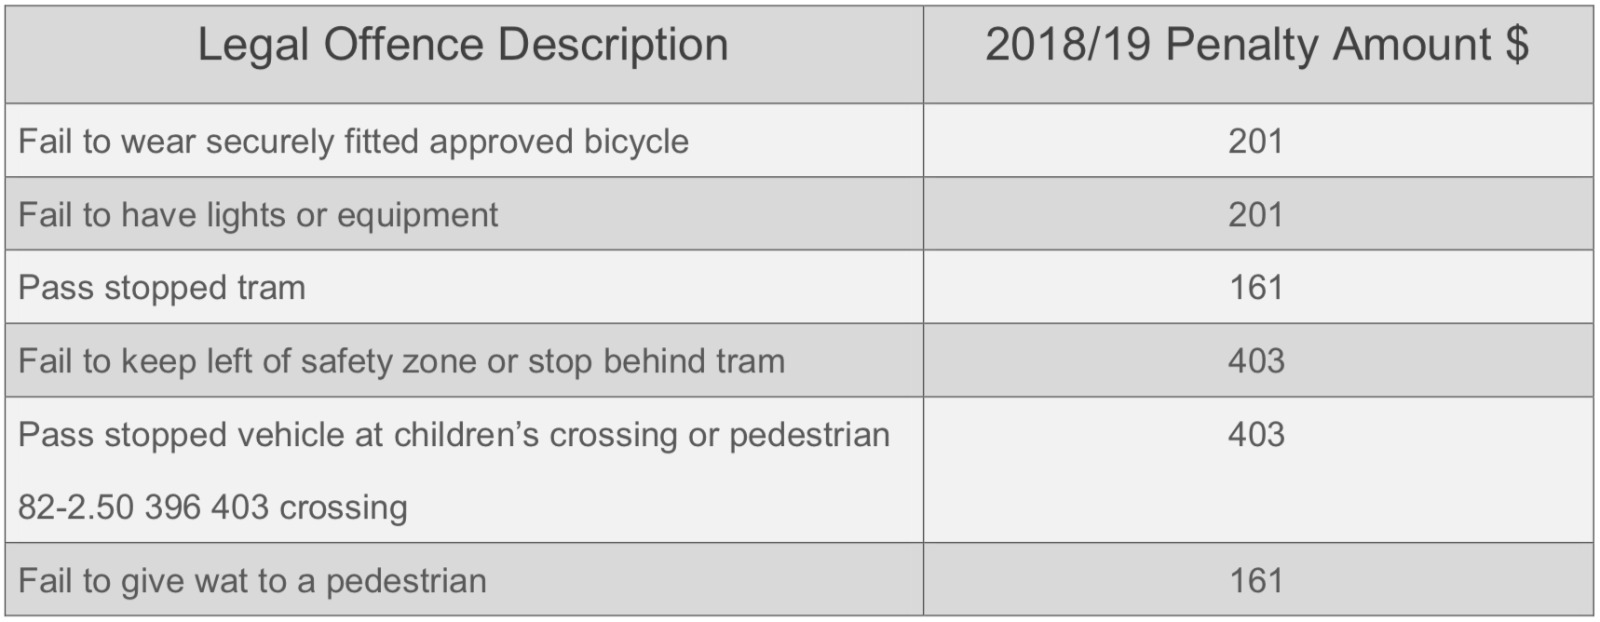 Legal Offence Description 2018/19 Penalty Amount $
Fail to wear securely fitted approved bicycle 201
Fail to have lights or equipment 201
Pass stopped tram 161
Fail to keep left of safety zone or stop behind tram 403
Pass stopped vehicle at children’s crossing or pedestrian 403
82-2.50 396 403 crossing
Fail to give wat to a pedestrian 161